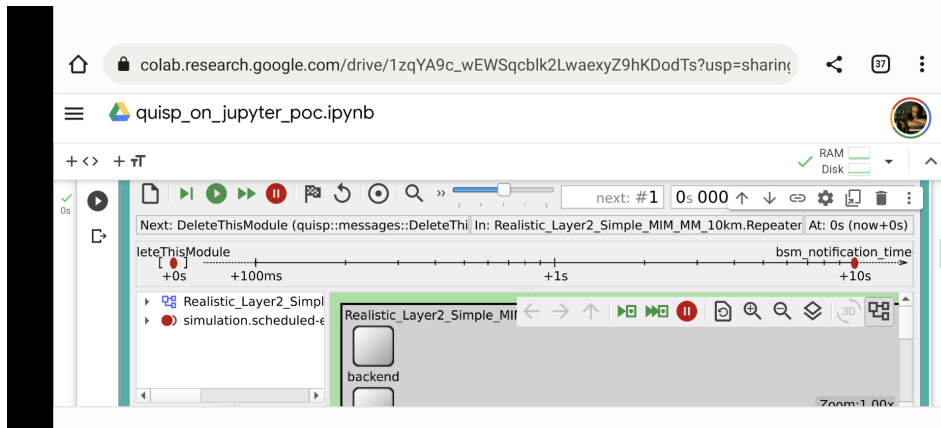 colab.research.google.com/drive/1zqYA9c_wEWSqcblk2LwaexyZ9hKDodTs?usp=sharing
37
quisp_on_jupyter_poc.ipynb
RAM
Disk
0s
next: #1
0s 000
Next: DeleteThisModule (quisp::messages::DeleteThi
In: Realistic_Layer2_Simple_MIM_MM_10km.Repeater
At: 0s (now+0s)
leteThisModule
bsm_notification_time
+0s
+100ms
+1s
+10s
Realistic_Layer2_Simpl
simulation.scheduled-e
Realistic_Layer2_Simple_MI
3D
backend
Zoom:1.00x